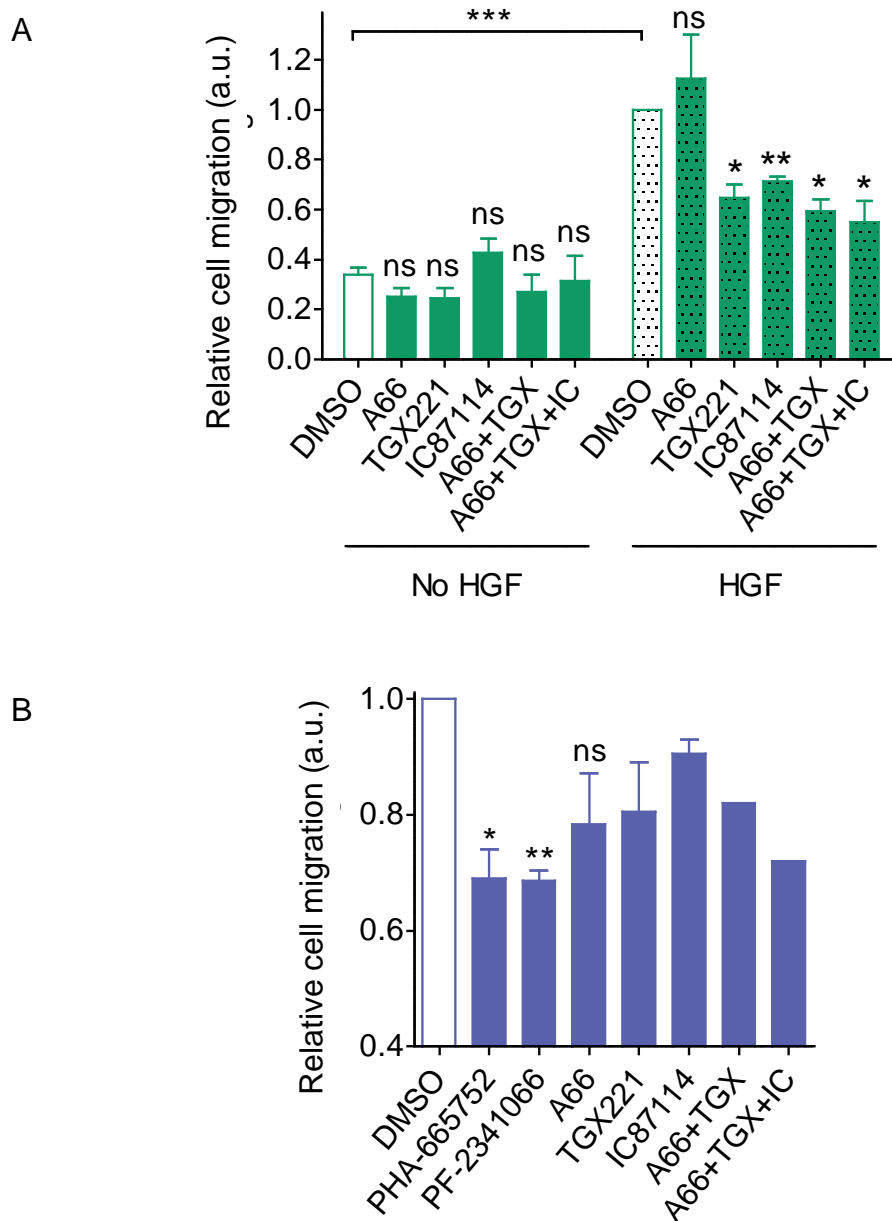 A
Relative cell migration (a.u.)
***
ns
1.2
1.0
0.8
0.6
0.4
0.2
0.0
ns
ns
ns
ns
ns
*
**
*
*
DMSO
A66
TGX221
IC87114
A66+TGX
A66+TGX+IC
DMSO
A66
TGX221
IC87114
A66+TGX
A66+TGX+IC
No HGF
HGF
B
Relative cell migration (a.u.)
1.0
0.8
0.6
0.4
*
**
ns
DMSO
PHA-665752
PF-2341066
A66
TGX221
IC87114
A66+TGX
A66+TGX+IC